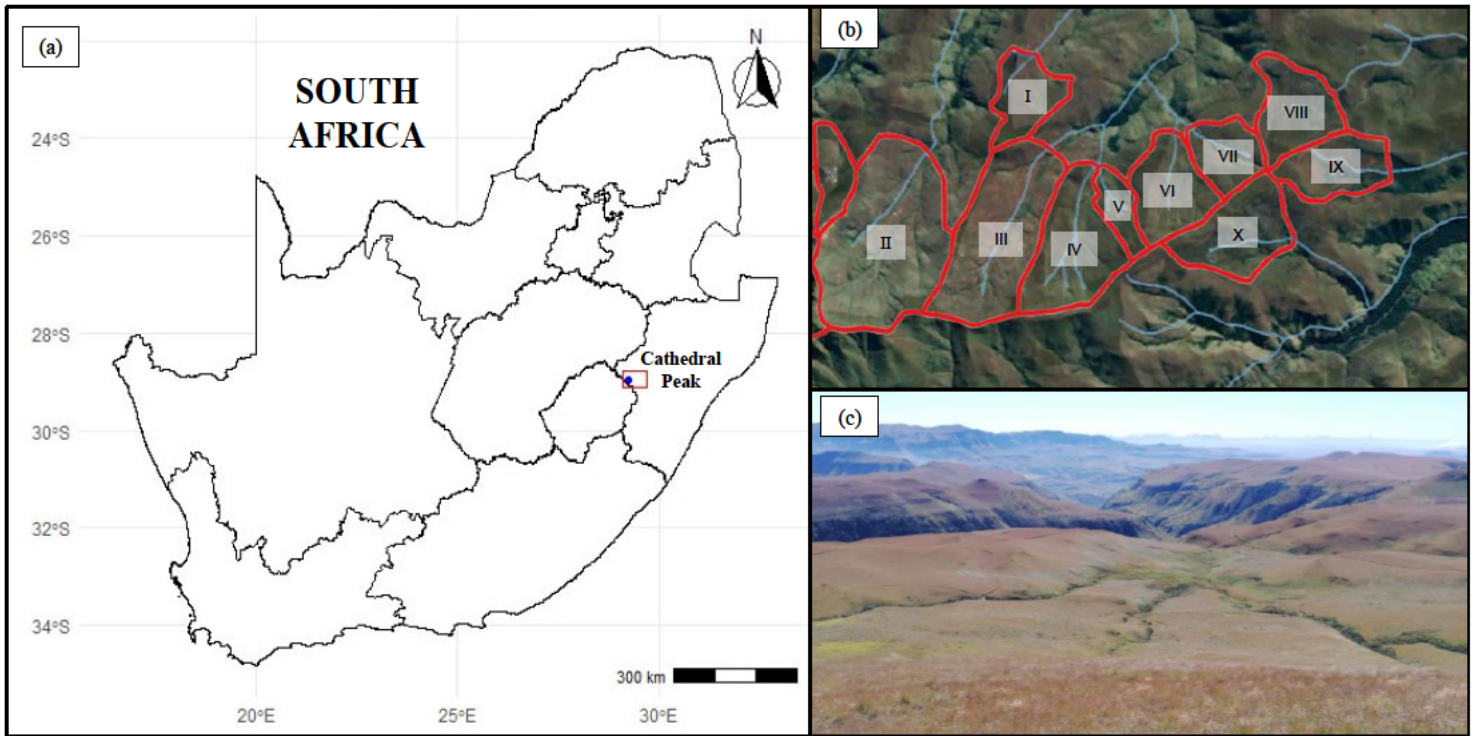 (a)
SOUTH
AFRICA
N
24°S
26°S
28°S
30°S
32°S
34°S
Cathedral
Peak
300 km
20°E
25°E
30°E
(b)
I
II
III
IV
V
VI
VII
VIII
IX
X
(c)